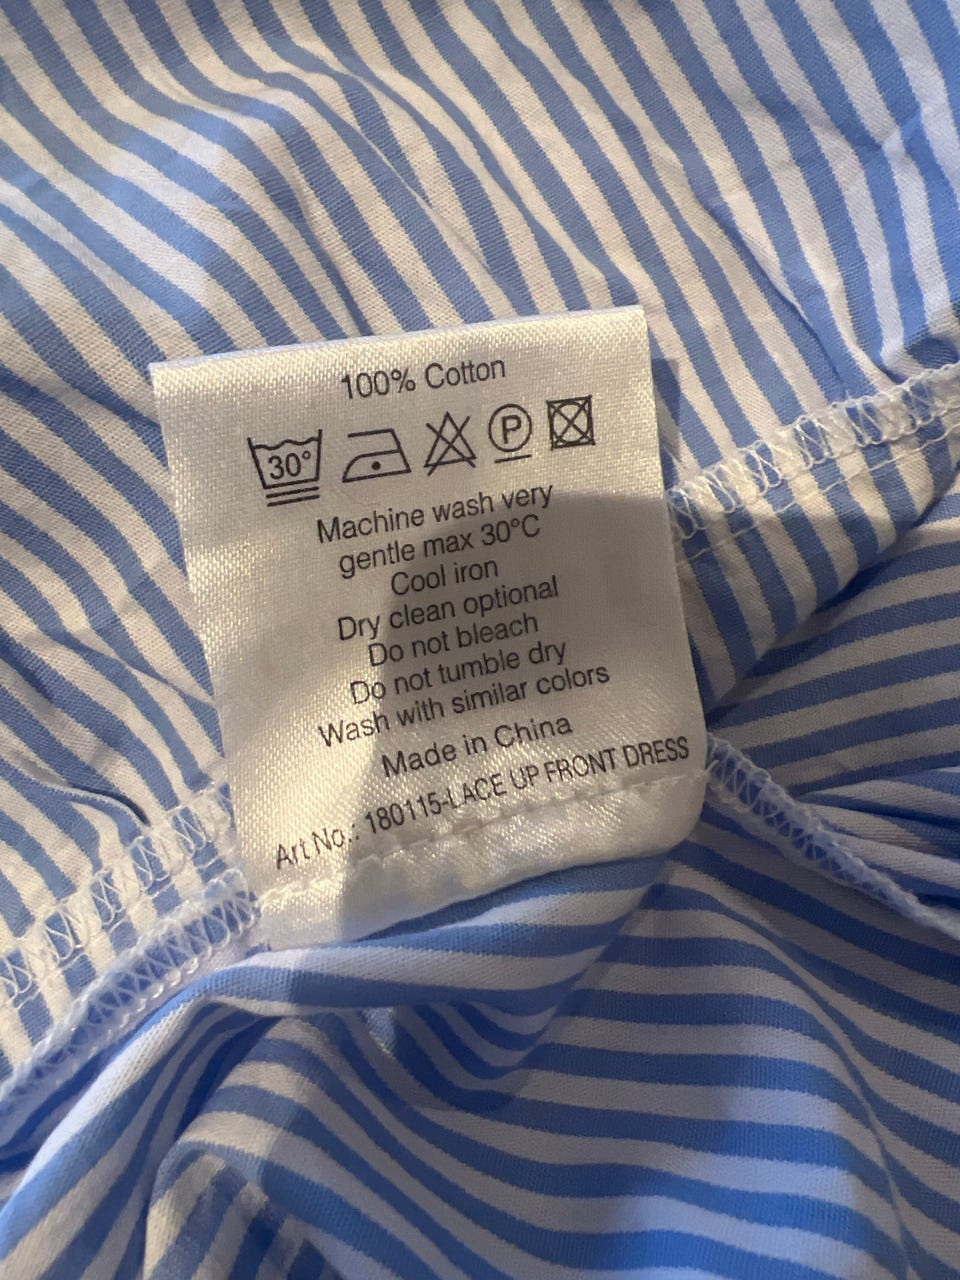 100% Cotton
30° P
Machine wash very
gentle max 30°C
Cool iron
Dry clean optional
Do not bleach
Do not tumble dry
Wash with similar colors
Made in China
Art No.: 180115-LACE UP FRONT DRESS